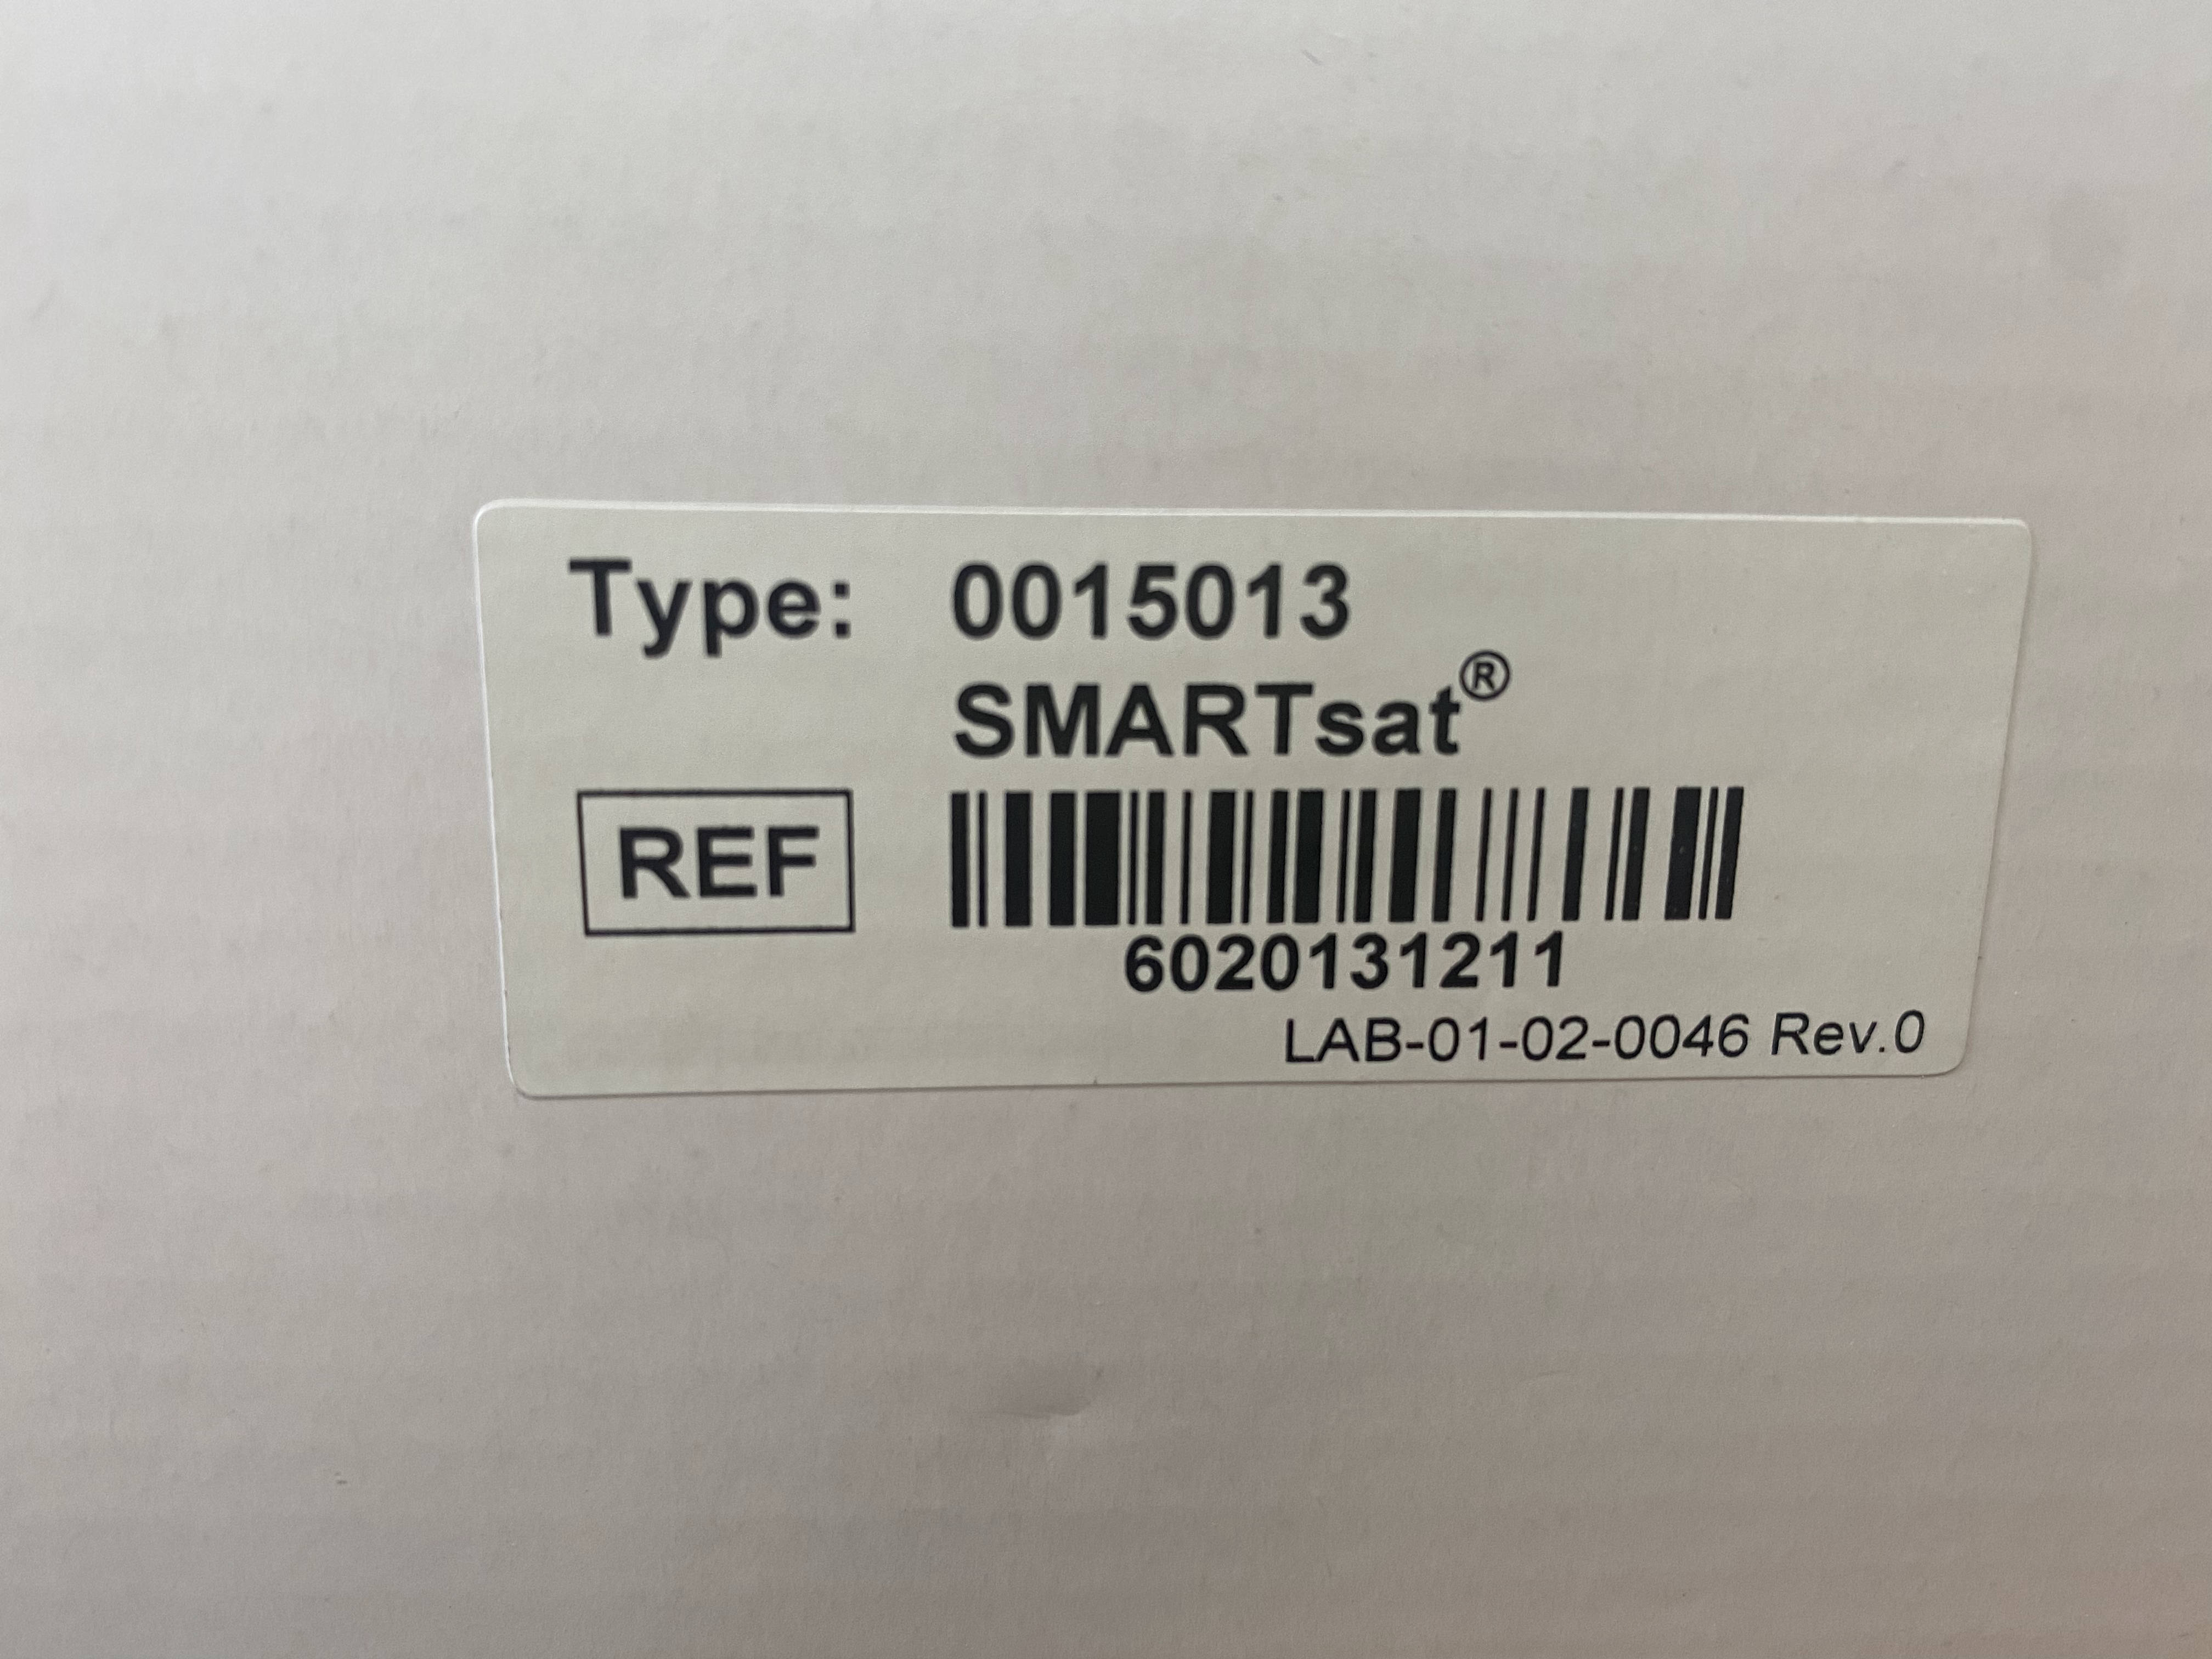 Type: 0015013
SMARTsat®
REF
6020131211
LAB-01-02-0046 Rev.0